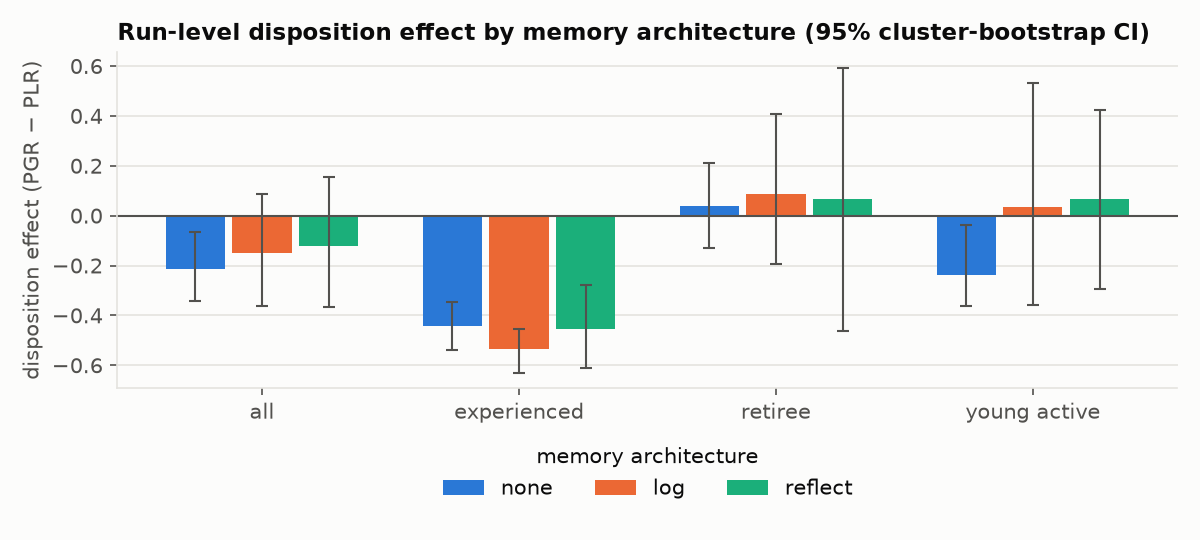 Run-level disposition effect by memory architecture (95% cluster-bootstrap CI)
disposition effect (PGR − PLR)
0.6
0.4
0.2
0.0
−0.2
−0.4
−0.6
all experienced retiree young active
memory architecture
none log reflect